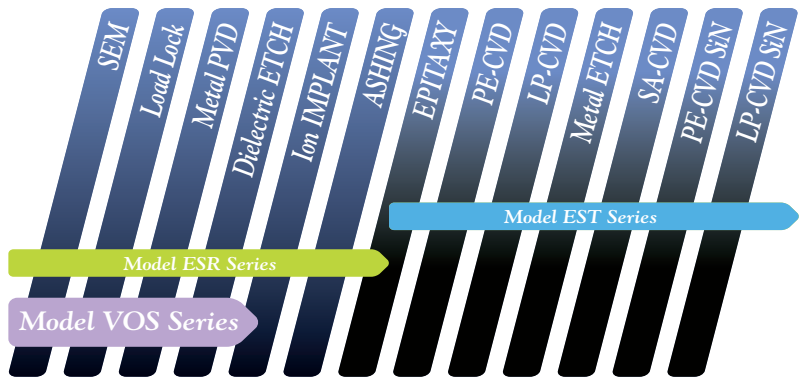 SEM
Load Lock
Metal PVD
Dielectric ETCH
Ion IMPLANT
ASHING
EPITAXY
PE-CVD
LP-CVD
Metal ETCH
SA-CVD
PE-CVD SiN
LP-CVD SiN
Model EST Series
Model ESR Series
Model VOS Series